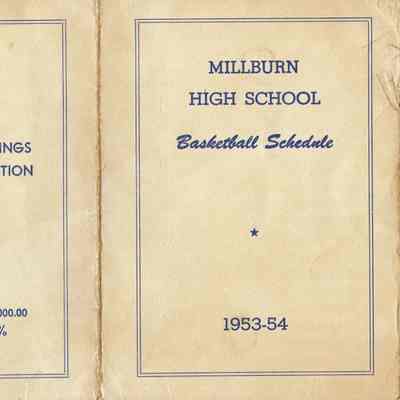 INGS
TION
000.00
%
MILLBURN
HIGH SCHOOL
Basketball Schedule
★
1953-54